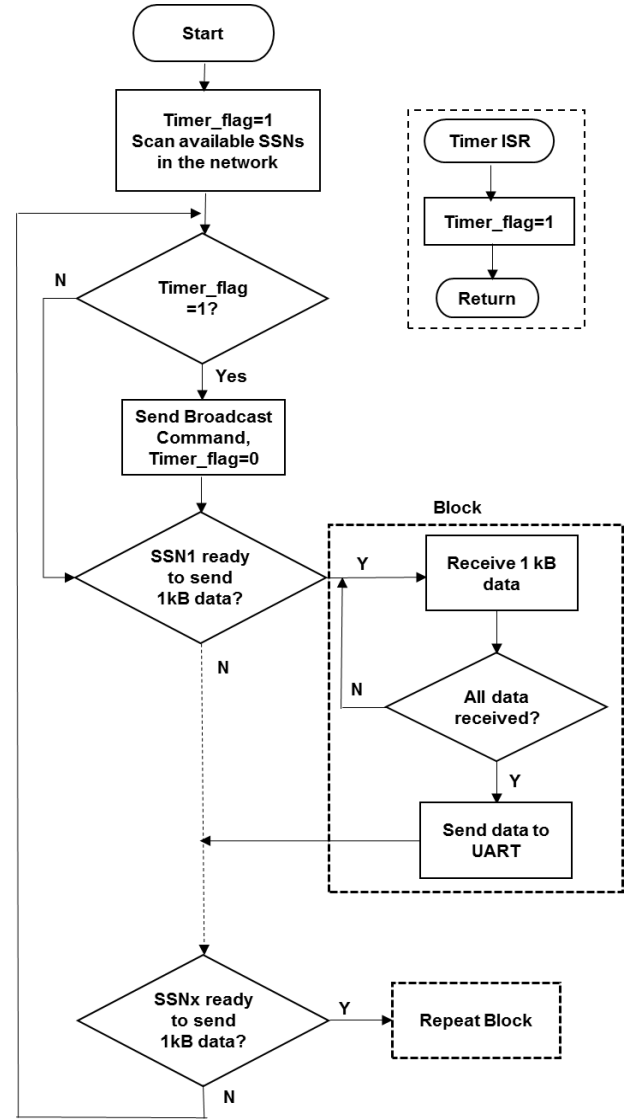 Start
Timer_flag=1
Scan available SSNs
in the network
Timer ISR
Timer_flag=1
Return
N
Timer_flag
=1?
Yes
Send Broadcast
Command,
Timer_flag=0
Block
SSN1 ready
to send
1kB data?
Y
Receive 1 kB
data
N
N
All data
received?
Y
Send data to
UART
SSNx ready
to send
1kB data?
Y
Repeat Block
N